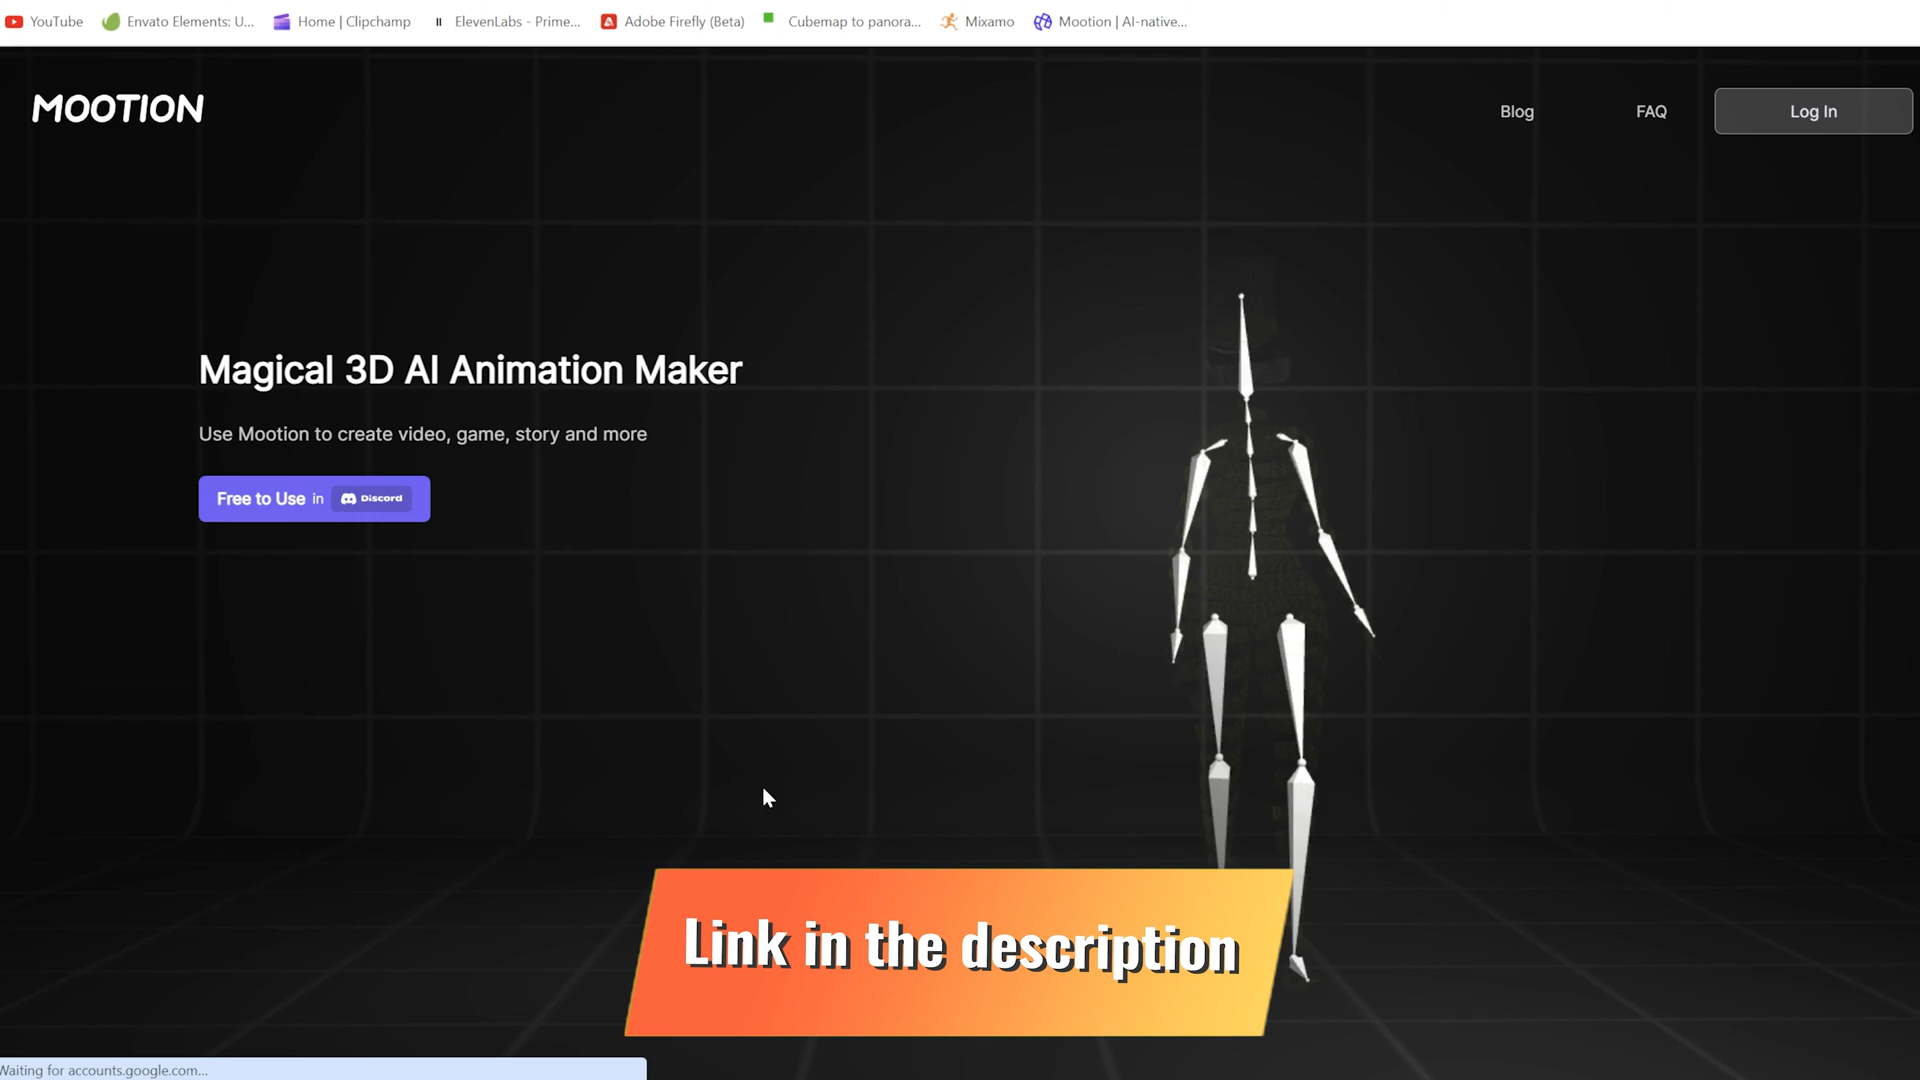 YouTube
Envato Elements: U...
Home | Clipchamp
ElevenLabs - Prime...
Adobe Firefly (Beta)
Cubemap to panora...
Mixamo
Mootion | AI-native...
MOOTION
Blog
FAQ
Log In
Magical 3D AI Animation Maker
Use Mootion to create video, game, story and more
Free to Use in Discord
Link in the description
Waiting for accounts.google.com...